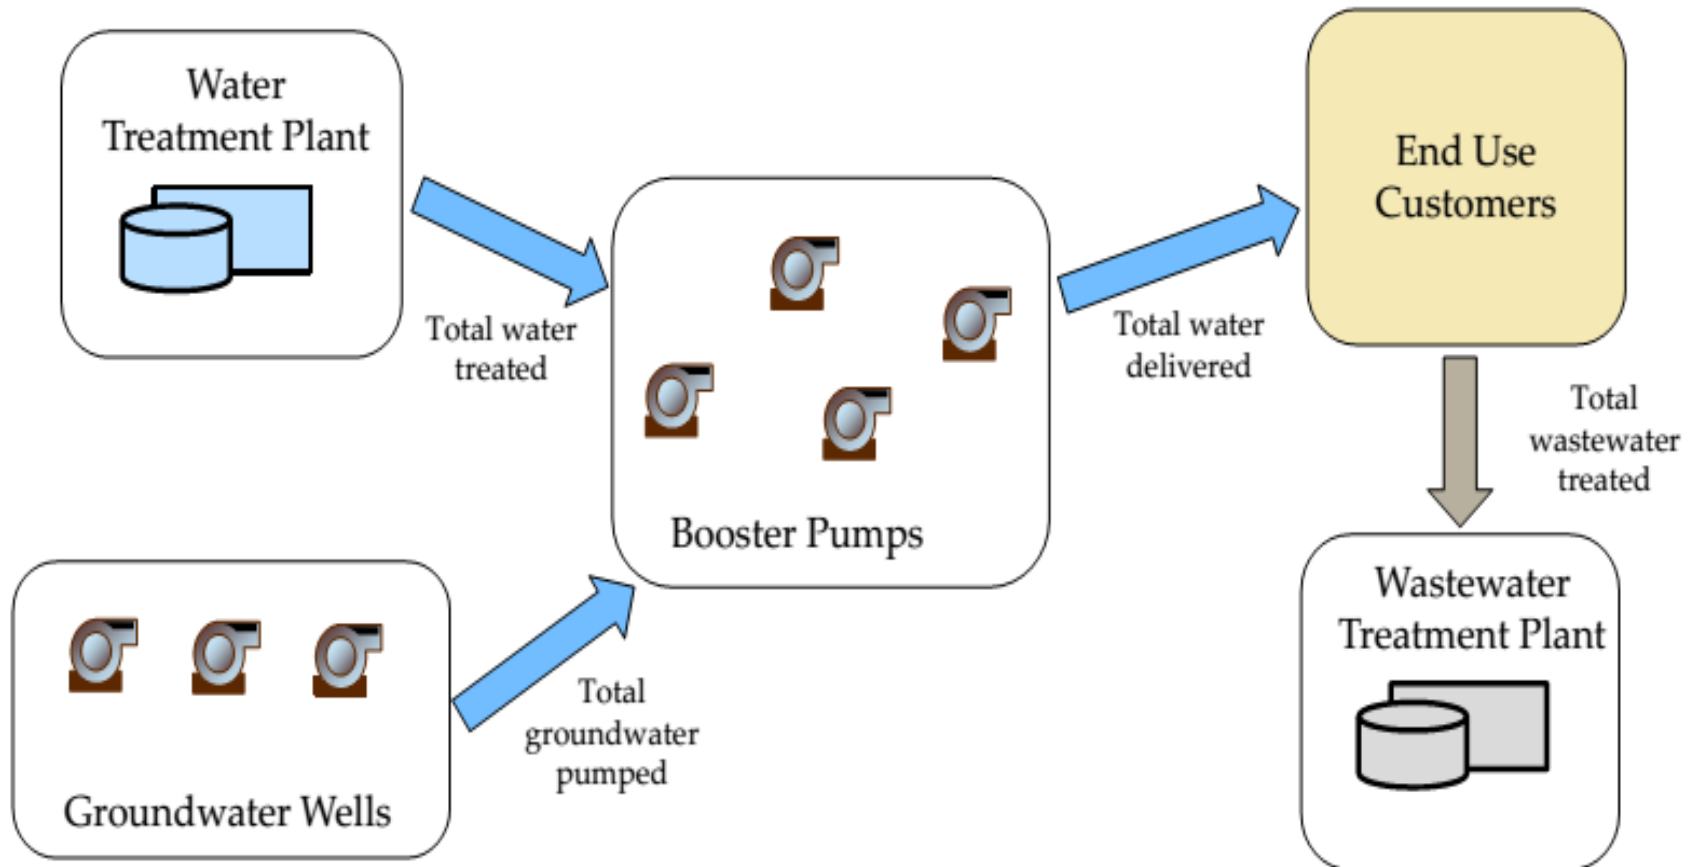 Water
Treatment Plant
Total water
treated
Booster Pumps
Groundwater Wells
Total
groundwater
pumped
Total water
delivered
End Use
Customers
Total
wastewater
treated
Wastewater
Treatment Plant